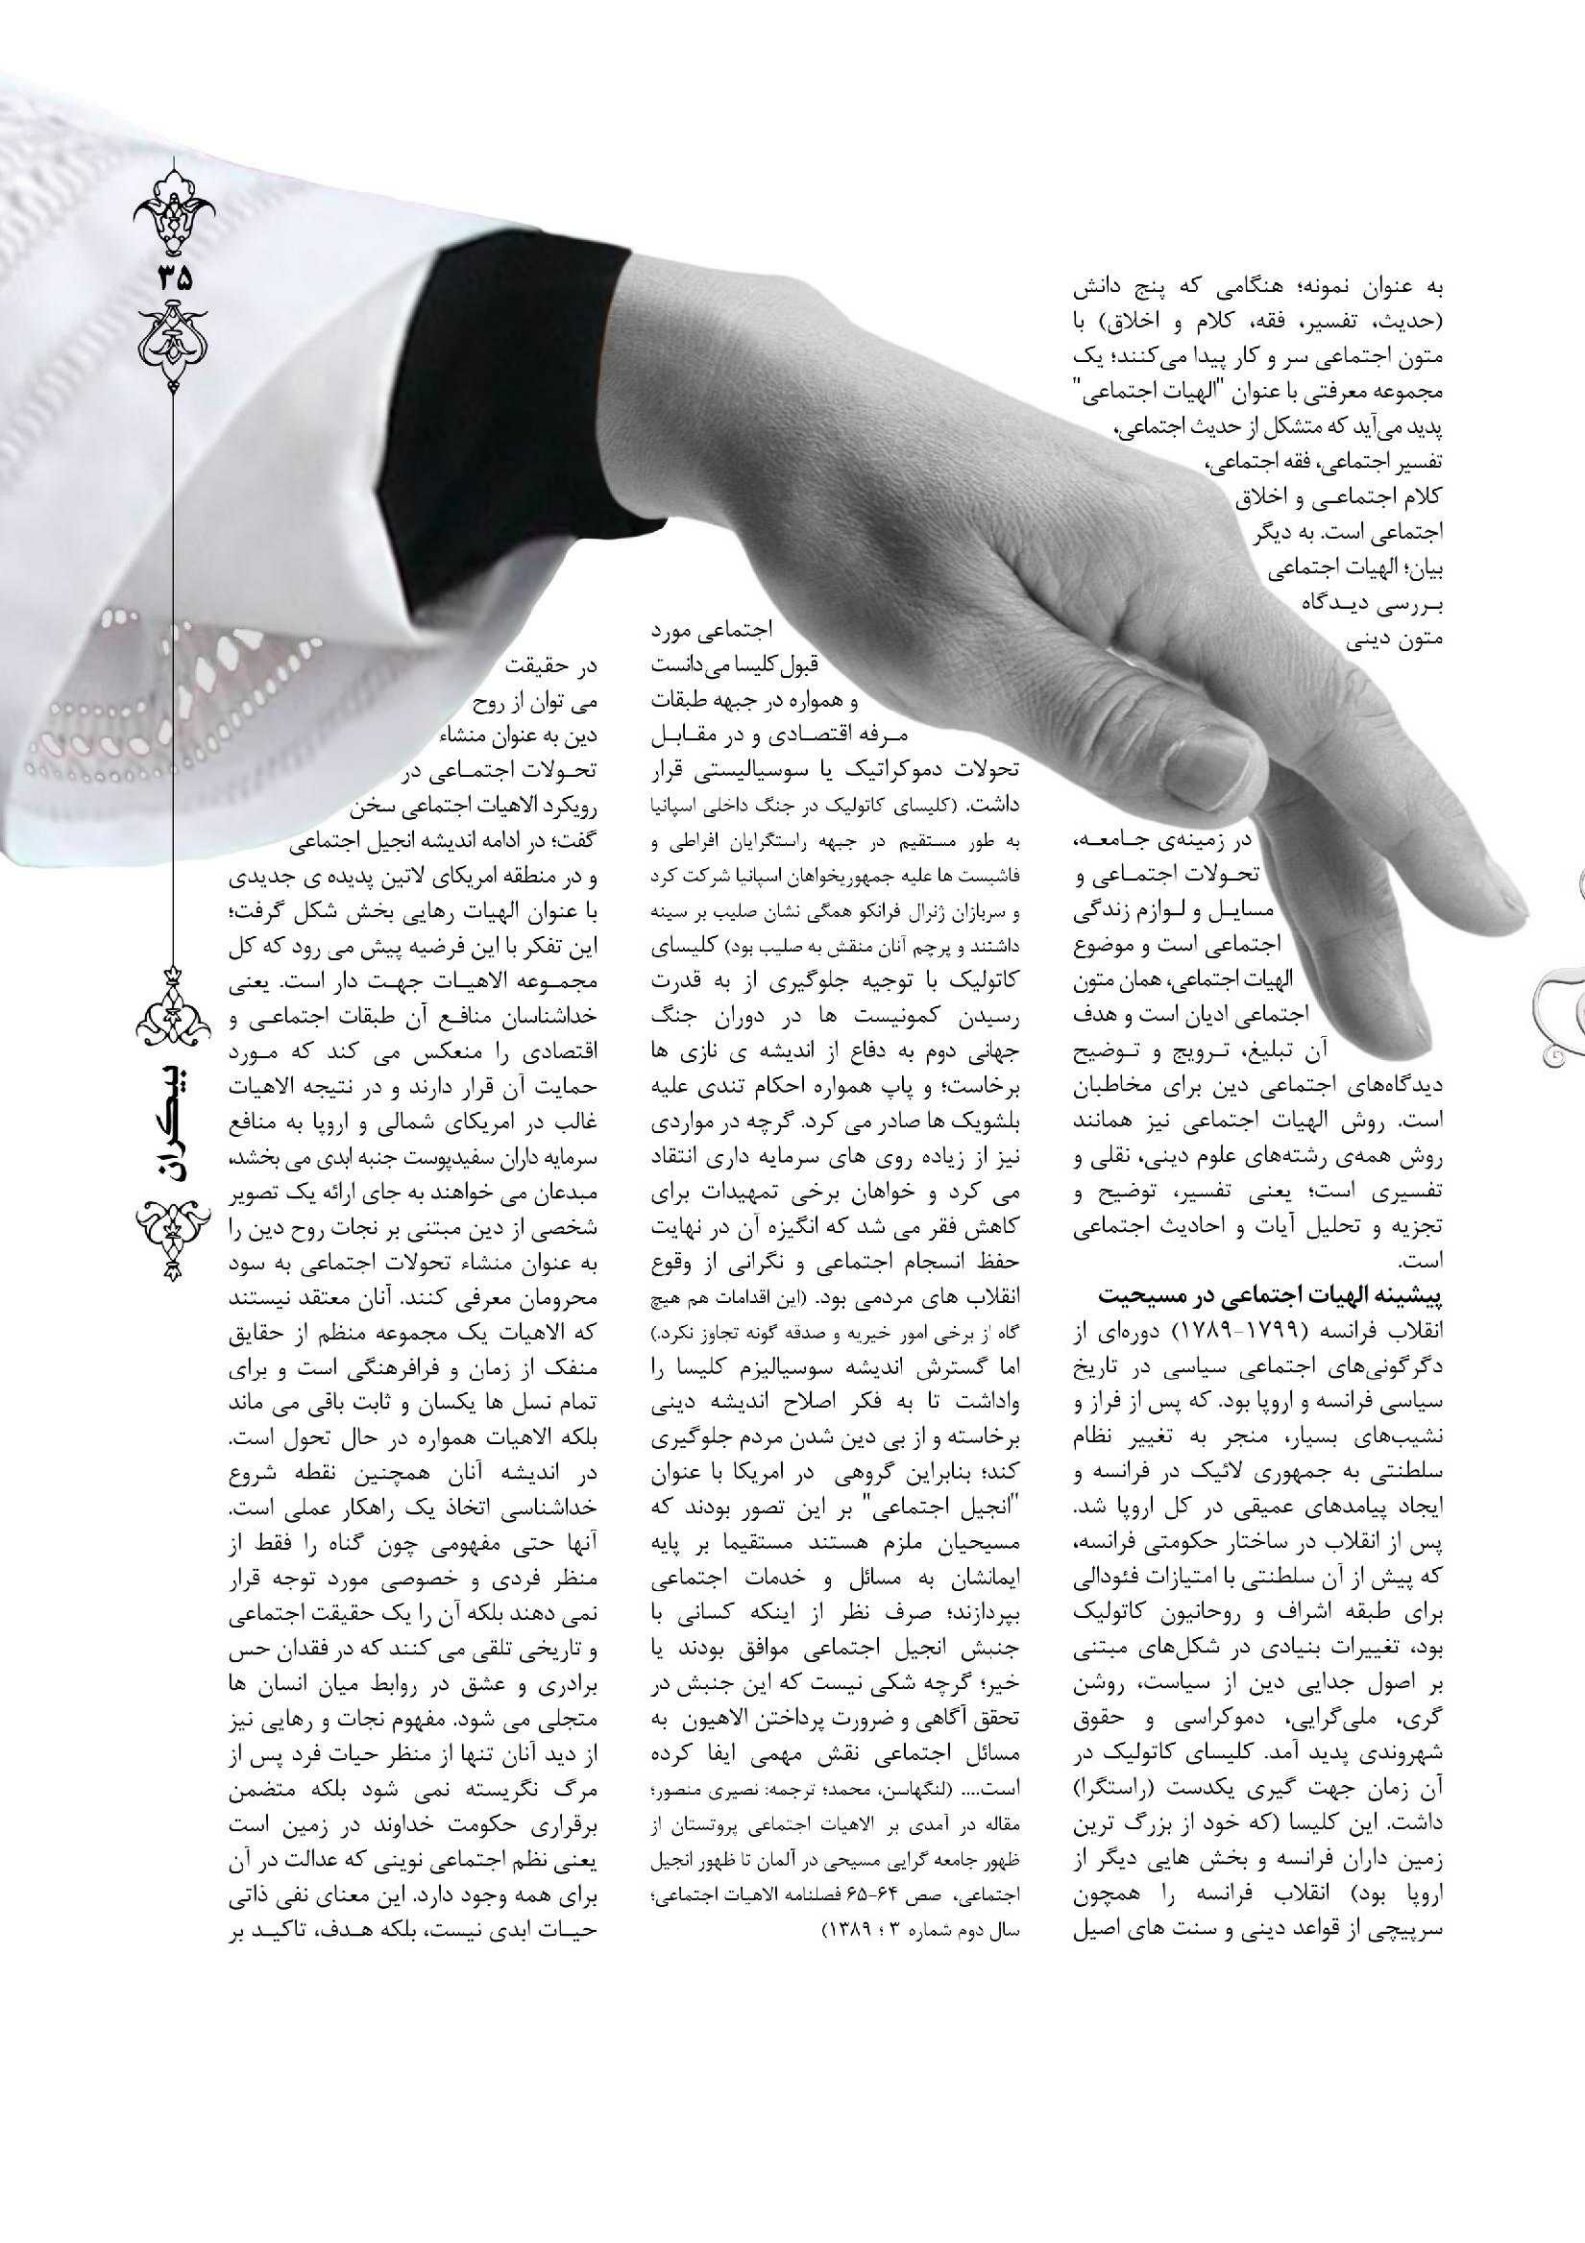 ۳۵
بیکران
به عنوان نمونه؛ هنگامی که پنج دانش
(حدیث، تفسیر، فقه، کلام و اخلاق) با
متون اجتماعی سر و کار پیدا می‌کنند؛ یک
مجموعه معرفتی با عنوان "الهیات اجتماعی"
پدید می‌آید که متشکل از حدیث اجتماعی،
تفسیر اجتماعی، فقه اجتماعی،
کلام اجتماعی و اخلاق
اجتماعی است. به دیگر
بیان؛ الهیات اجتماعی
بررسی دیدگاه
متون دینی
در زمینه‌ی جامعه،
تحولات اجتماعی و
مسایل و لوازم زندگی
اجتماعی است و موضوع
الهیات اجتماعی، همان متون
اجتماعی ادیان است و هدف
آن تبلیغ، ترویج و توضیح
دیدگاه‌های اجتماعی دین برای مخاطبان
است. روش الهیات اجتماعی نیز همانند
روش همه‌ی رشته‌های علوم دینی، نقلی و
تفسیری است؛ یعنی تفسیر، توضیح و
تجزیه و تحلیل آیات و احادیث اجتماعی
است.
پیشینه الهیات اجتماعی در مسیحیت
انقلاب فرانسه (۱۷۹۹-۱۷۸۹) دوره‌ای از
دگرگونی‌های اجتماعی سیاسی در تاریخ
سیاسی فرانسه و اروپا بود. که پس از فراز و
نشیب‌های بسیار، منجر به تغییر نظام
سلطنتی به جمهوری لائیک در فرانسه و
ایجاد پیامدهای عمیقی در کل اروپا شد.
پس از انقلاب در ساختار حکومتی فرانسه،
که پیش از آن سلطنتی با امتیازات فئودالی
برای طبقه اشراف و روحانیون کاتولیک
بود، تغییرات بنیادی در شکل‌های مبتنی
بر اصول جدایی دین از سیاست، روشن
گری، ملی‌گرایی، دموکراسی و حقوق
شهروندی پدید آمد. کلیسای کاتولیک در
آن زمان جهت گیری یکدست (راستگرا)
داشت. این کلیسا (که خود از بزرگ ترین
زمین داران فرانسه و بخش هایی دیگر از
اروپا بود) انقلاب فرانسه را همچون
سرپیچی از قواعد دینی و سنت های اصیل
اجتماعی مورد
قبول کلیسا می‌دانست
و همواره در جبهه طبقات
مرفه اقتصادی و در مقابل
تحولات دموکراتیک یا سوسیالیستی قرار
داشت. (کلیسای کاتولیک در جنگ داخلی اسپانیا
به طور مستقیم در جبهه راستگرایان افراطی و
فاشیست ها علیه جمهوریخواهان اسپانیا شرکت کرد
و سربازان ژنرال فرانکو همگی نشان صلیب بر سینه
داشتند و پرچم آنان منقش به صلیب بود) کلیسای
کاتولیک با توجیه جلوگیری از به قدرت
رسیدن کمونیست ها در دوران جنگ
جهانی دوم به دفاع از اندیشه ی نازی ها
برخاست؛ و پاپ همواره احکام تندی علیه
بلشویک ها صادر می کرد. گرچه در مواردی
نیز از زیاده روی های سرمایه داری انتقاد
می کرد و خواهان برخی تمهیدات برای
کاهش فقر می شد که انگیزه آن در نهایت
حفظ انسجام اجتماعی و نگرانی از وقوع
انقلاب های مردمی بود. (این اقدامات هم هیچ
گاه از برخی امور خیریه و صدقه گونه تجاوز نکرد.)
اما گسترش اندیشه سوسیالیزم کلیسا را
واداشت تا به فکر اصلاح اندیشه دینی
برخاسته و از بی دین شدن مردم جلوگیری
کند؛ بنابراین گروهی در امریکا با عنوان
"انجیل اجتماعی" بر این تصور بودند که
مسیحیان ملزم هستند مستقیما بر پایه
ایمانشان به مسائل و خدمات اجتماعی
بپردازند؛ صرف نظر از اینکه کسانی با
جنبش انجیل اجتماعی موافق بودند یا
خیر؛ گرچه شکی نیست که این جنبش در
تحقق آگاهی و ضرورت پرداختن الاهیون به
مسائل اجتماعی نقش مهمی ایفا کرده
است.... (لنگهاسن، محمد؛ ترجمه: نصیری منصور؛
مقاله در آمدی بر الاهیات اجتماعی پروتستان از
ظهور جامعه گرایی مسیحی در آلمان تا ظهور انجیل
اجتماعی، صص ۶۴-۶۵ فصلنامه الاهیات اجتماعی؛
سال دوم شماره ۳ ؛ ۱۳۸۹)
در حقیقت
می توان از روح
دین به عنوان منشاء
تحولات اجتماعی در
رویکرد الاهیات اجتماعی سخن
گفت؛ در ادامه اندیشه انجیل اجتماعی
و در منطقه امریکای لاتین پدیده ی جدیدی
با عنوان الهیات رهایی بخش شکل گرفت؛
این تفکر با این فرضیه پیش می رود که کل
مجموعه الاهیات جهت دار است. یعنی
خداشناسان منافع آن طبقات اجتماعی و
اقتصادی را منعکس می کند که مورد
حمایت آن قرار دارند و در نتیجه الاهیات
غالب در امریکای شمالی و اروپا به منافع
سرمایه داران سفیدپوست جنبه ابدی می بخشد،
مبدعان می خواهند به جای ارائه یک تصویر
شخصی از دین مبتنی بر نجات روح دین را
به عنوان منشاء تحولات اجتماعی به سود
محرومان معرفی کنند. آنان معتقد نیستند
که الاهیات یک مجموعه منظم از حقایق
منفک از زمان و فرافرهنگی است و برای
تمام نسل ها یکسان و ثابت باقی می ماند
بلکه الاهیات همواره در حال تحول است.
در اندیشه آنان همچنین نقطه شروع
خداشناسی اتخاذ یک راهکار عملی است.
آنها حتی مفهومی چون گناه را فقط از
منظر فردی و خصوصی مورد توجه قرار
نمی دهند بلکه آن را یک حقیقت اجتماعی
و تاریخی تلقی می کنند که در فقدان حس
برادری و عشق در روابط میان انسان ها
متجلی می شود. مفهوم نجات و رهایی نیز
از دید آنان تنها از منظر حیات فرد پس از
مرگ نگریسته نمی شود بلکه متضمن
برقراری حکومت خداوند در زمین است
یعنی نظم اجتماعی نوینی که عدالت در آن
برای همه وجود دارد. این معنای نفی ذاتی
حیات ابدی نیست، بلکه هدف، تاکید بر